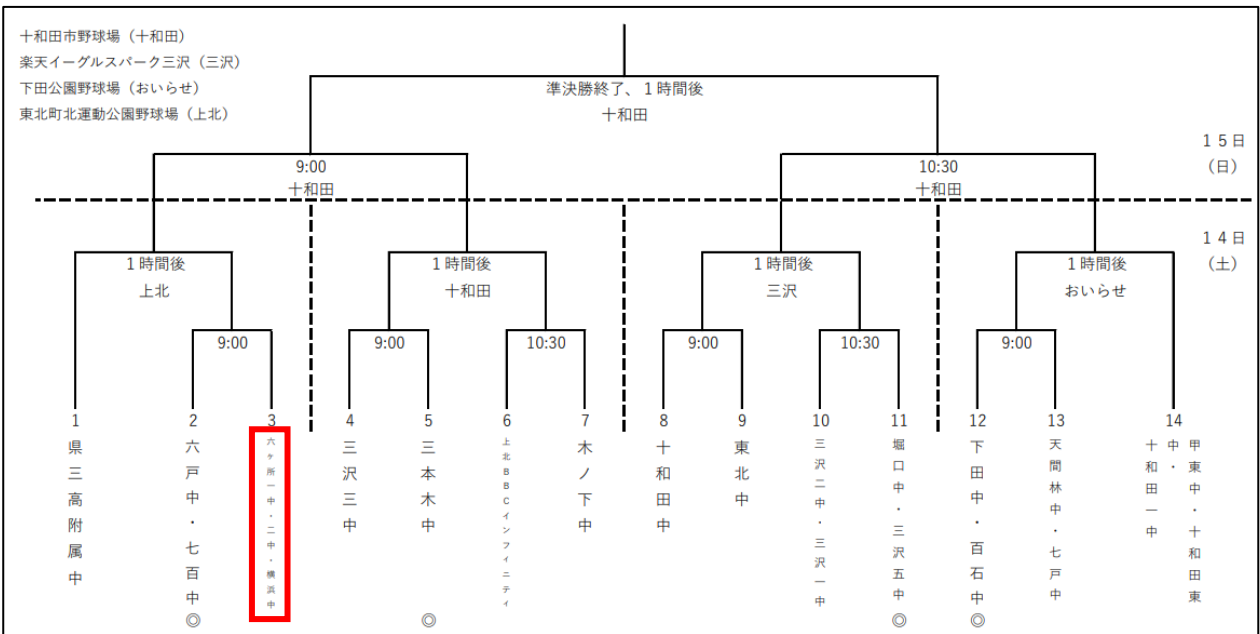 十和田市野球場（十和田）
楽天イーグルスパーク三沢（三沢）
下田公園野球場（おいらせ）
東北町北運動公園野球場（上北）
準決勝終了、１時間後
十和田
１５日
（日）
9:00
十和田
10:30
十和田
１４日
（土）
１時間後
上北
１時間後
十和田
１時間後
三沢
１時間後
おいらせ
9:00
9:00
10:30
9:00
10:30
9:00
1
県三高附属中
2
六戸中・七百中◎
3
六ヶ所一中・二中・横浜中
4
三沢三中
5
三本木中◎
6
上北ＢＢＣインフィニティ
7
木ノ下中
8
十和田中
9
東北中
10
三沢二中・三沢一中
11
堀口中・三沢五中◎
12
下田中・百石中◎
13
天間林中・七戸中
14
甲東中・十和田東
中・
十和田一中